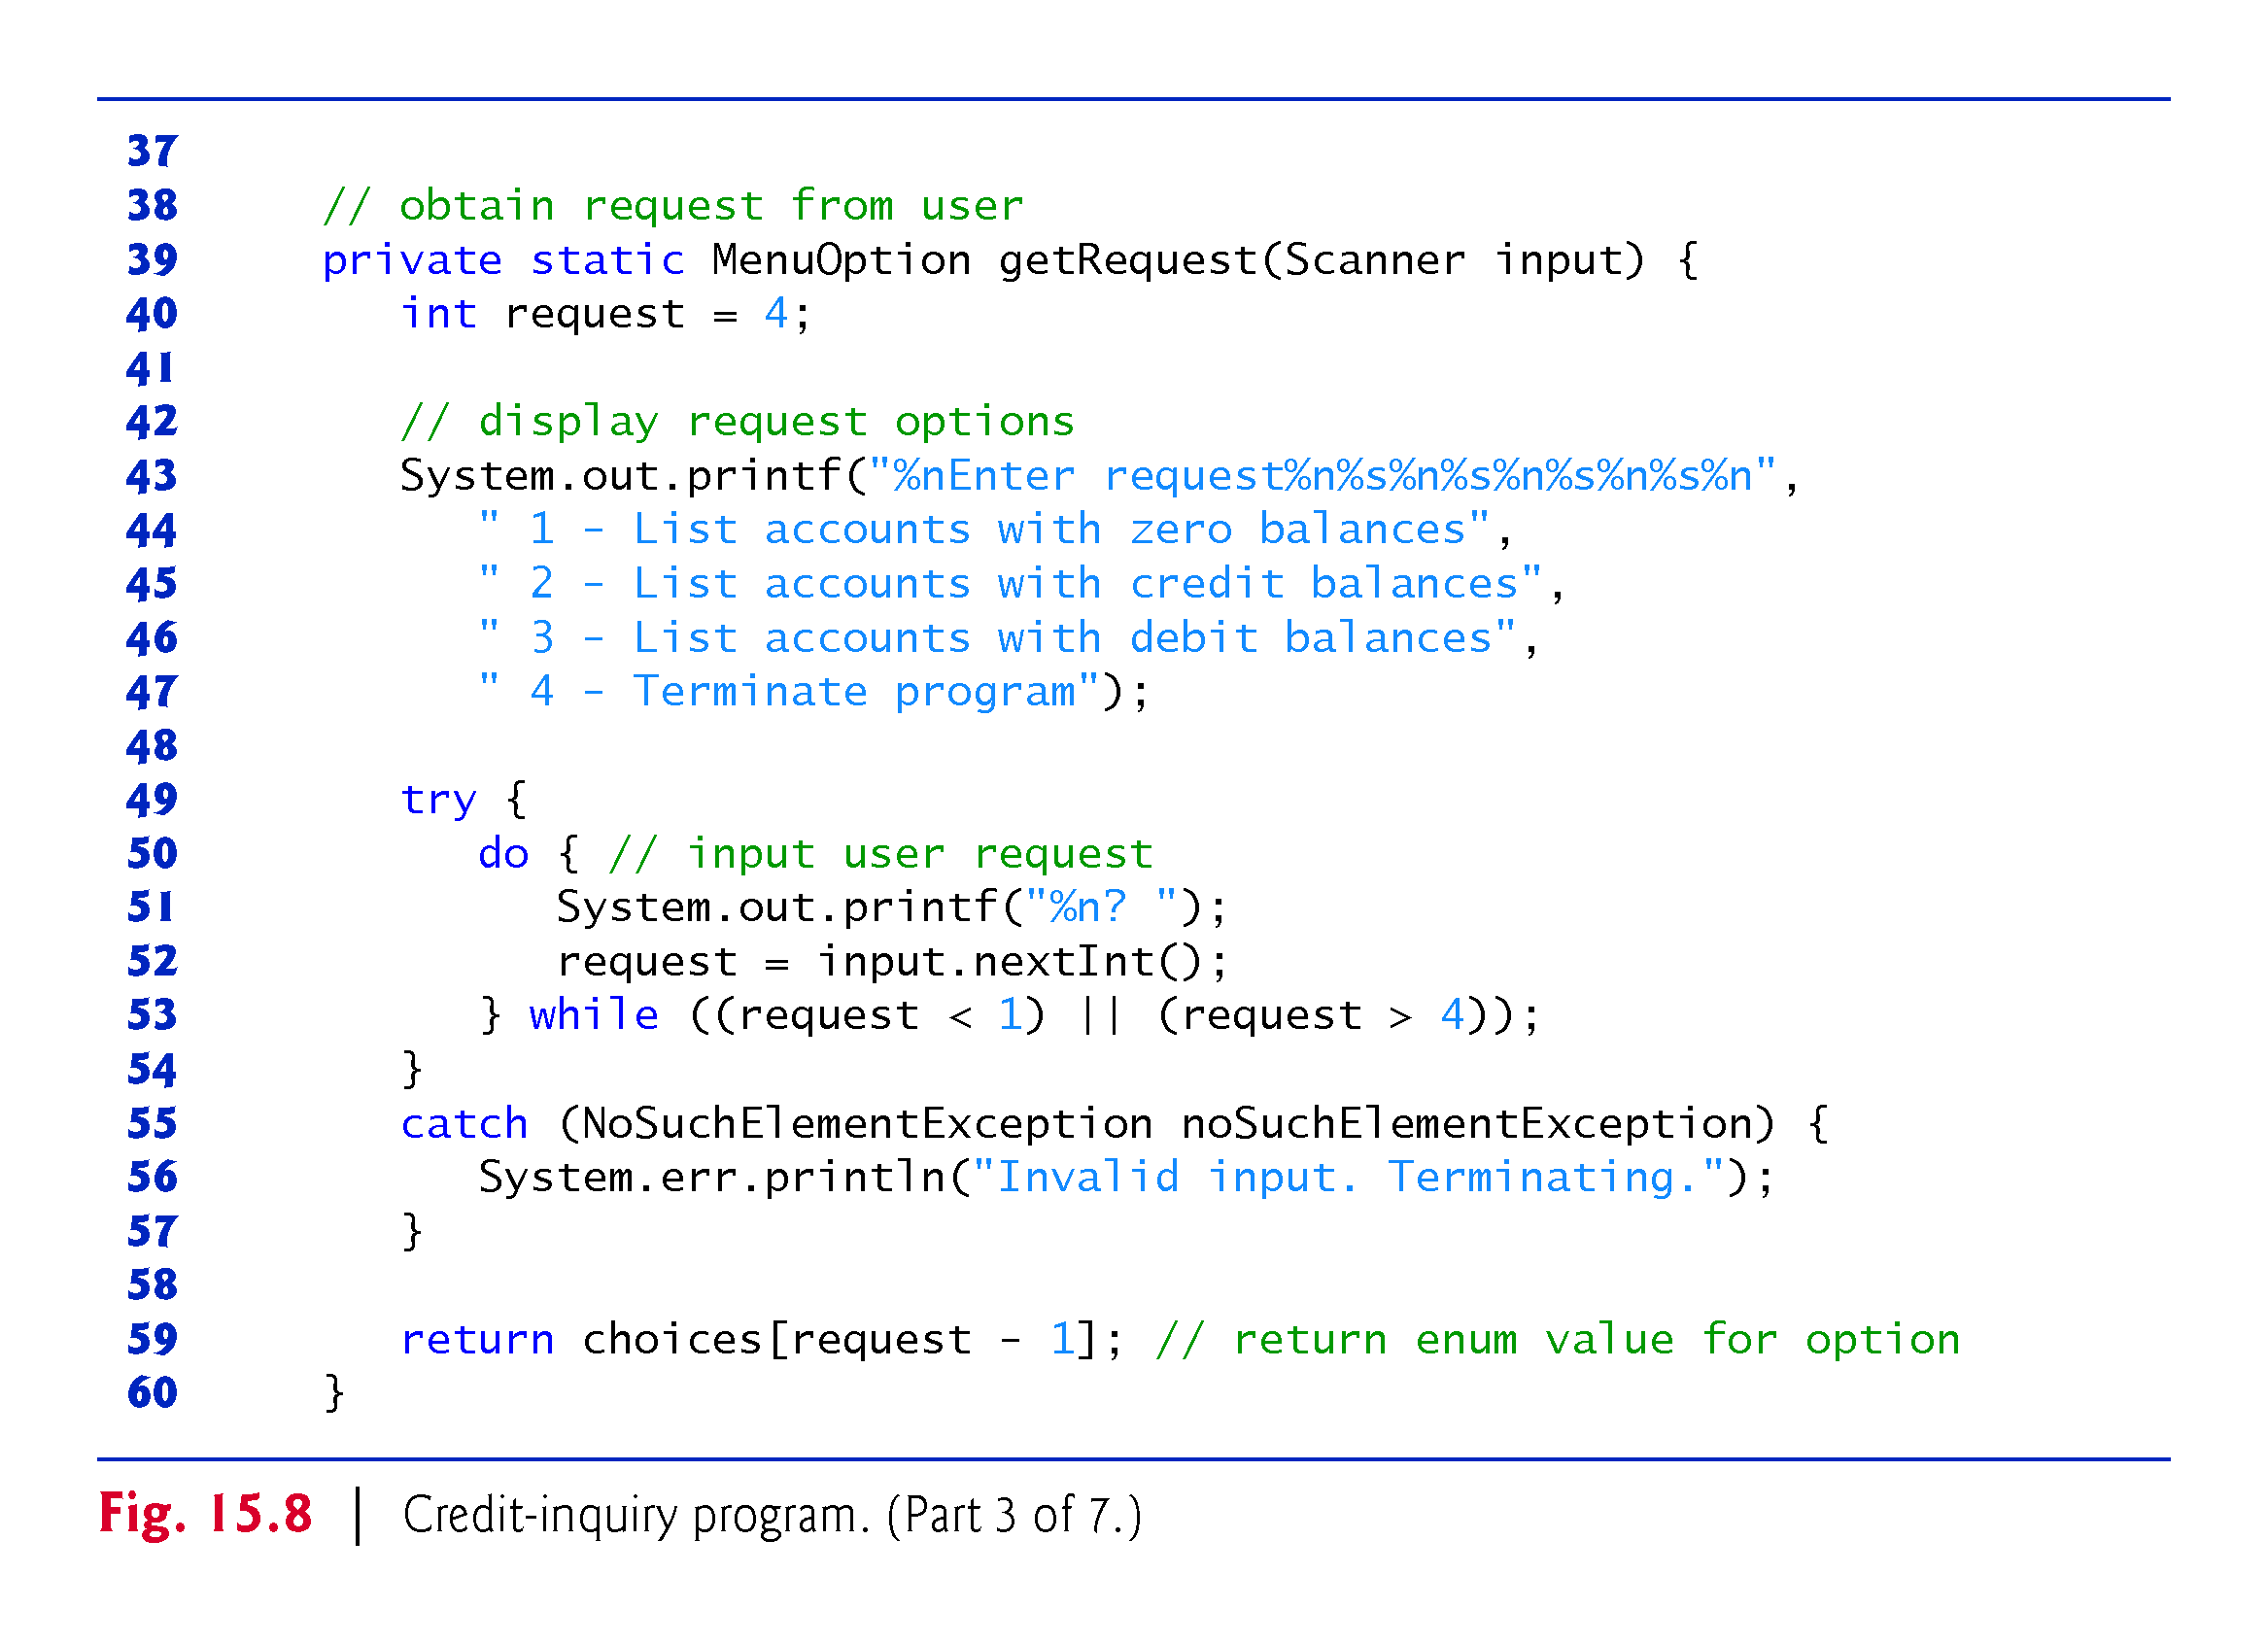 37
38 // obtain request from user
39 private static MenuOption getRequest(Scanner input) {
40 int request = 4;
41
42 // display request options
43 System.out.printf("%nEnter request%n%s%n%s%n%s%n%s%n",
44 " 1 - List accounts with zero balances",
45 " 2 - List accounts with credit balances",
46 " 3 - List accounts with debit balances",
47 " 4 - Terminate program");
48
49 try {
50 do { // input user request
51 System.out.printf("%n? ");
52 request = input.nextInt();
53 } while ((request < 1) || (request > 4));
54 }
55 catch (NoSuchElementException noSuchElementException) {
56 System.err.println("Invalid input. Terminating.");
57 }
58
59 return choices[request - 1]; // return enum value for option
60 }
Fig. 15.8 | Credit-inquiry program. (Part 3 of 7.)